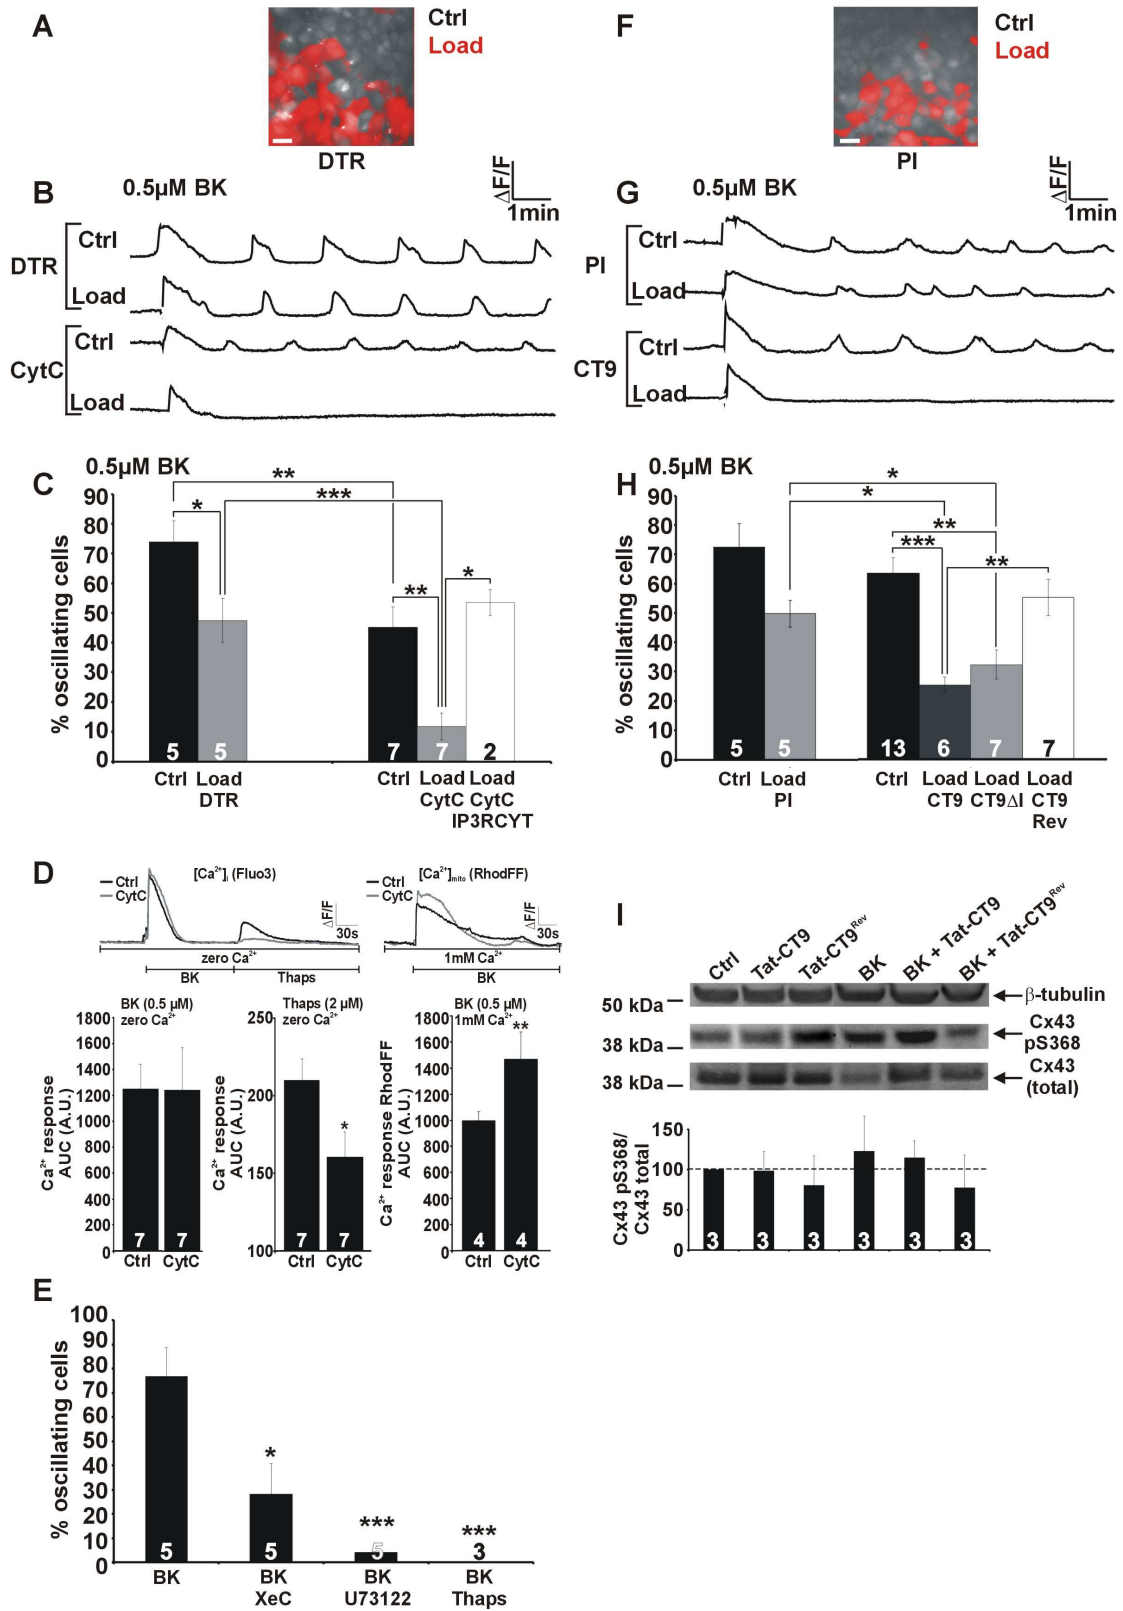 A
Ctrl
Load
DTR
B
0.5µM BK
ΔF/F
1min
DTR
Ctrl
Load
CytC
Ctrl
Load
C
0.5µM BK
% oscillating cells
90
80
70
60
50
40
30
20
10
0
**
*
***
**
*
5
5
7
7
2
Ctrl Load Ctrl Load Load
DTR CytC CytC
IP3RCYT
D
Ctrl
CytC
[Ca²⁺]i (Fluo3)
ΔF/F
30s
zero Ca²⁺
BK
Thaps
Ctrl
CytC
[Ca²⁺]mito (RhodFF)
ΔF/F
30s
1mM Ca²⁺
BK
BK (0.5 µM)
zero Ca²⁺
Ca²⁺ response
AUC (A.U.)
1800
1600
1400
1200
1000
800
600
400
200
0
7
7
Ctrl CytC
Thaps (2 µM)
zero Ca²⁺
Ca²⁺ response
AUC (A.U.)
250
200
150
100
*
7
7
Ctrl CytC
BK (0.5 µM)
1mM Ca²⁺
Ca²⁺ response RhodFF
AUC (A.U.)
1800
1600
1400
1200
1000
800
600
400
200
0
**
4
4
Ctrl CytC
E
% oscillating cells
100
90
80
70
60
50
40
30
20
10
0
*
***
***
5
5
5
3
BK BK BK BK
XeC U73122 Thaps
F
Ctrl
Load
PI
G
0.5µM BK
ΔF/F
1min
PI
Ctrl
Load
CT9
Ctrl
Load
H
0.5µM BK
% oscillating cells
90
80
70
60
50
40
30
20
10
0
*
*
**
***
**
5
5
13
6
7
7
Ctrl Load Ctrl Load Load Load
PI CT9 CT9ΔI CT9
Rev
I
Ctrl
Tat-CT9
Tat-CT9Rev
BK
BK + Tat-CT9
BK + Tat-CT9Rev
50 kDa
β-tubulin
38 kDa
Cx43
pS368
38 kDa
Cx43
(total)
Cx43 pS368/
Cx43 total
150
100
50
0
3
3
3
3
3
3